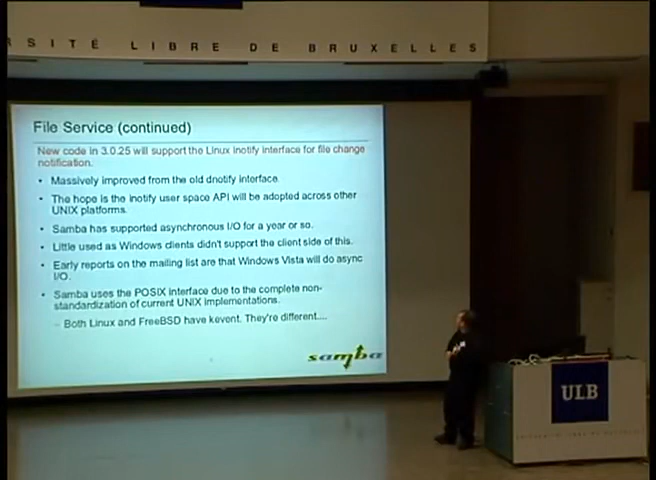 R S I T É L I B R E D E B R U X E L L E S
File Service (continued)
New code in 3.0.25 will support the Linux inotify interface for file change
notification.
• Massively improved from the old dnotify interface.
• The hope is the inotify user space API will be adopted across other
UNIX platforms.
• Samba has supported asynchronous I/O for a year or so.
• Little used as Windows clients didn't support the client side of this.
• Early reports on the mailing list are that Windows Vista will do async
I/O.
• Samba uses the POSIX interface due to the complete non-
standardization of current UNIX implementations.
– Both Linux and FreeBSD have kevent. They're different....
samba
ULB